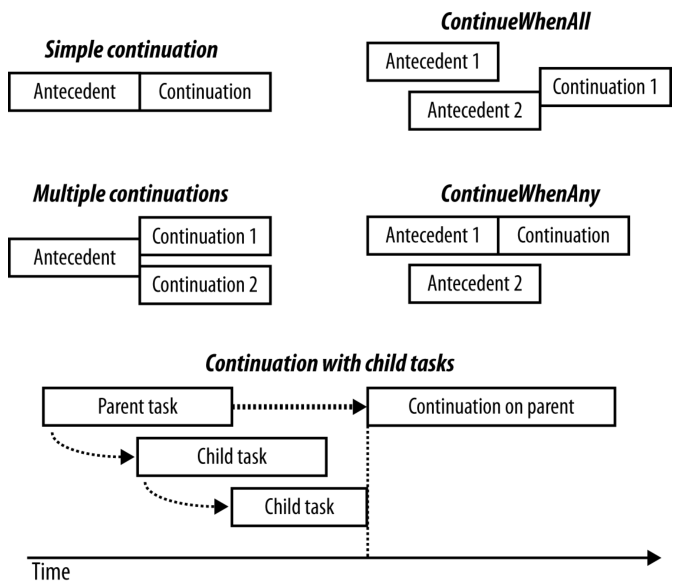 Simple continuation
Antecedent
Continuation
ContinueWhenAll
Antecedent 1
Antecedent 2
Continuation 1
Multiple continuations
Antecedent
Continuation 1
Continuation 2
ContinueWhenAny
Antecedent 1
Continuation
Antecedent 2
Continuation with child tasks
Parent task
Continuation on parent
Child task
Child task
Time